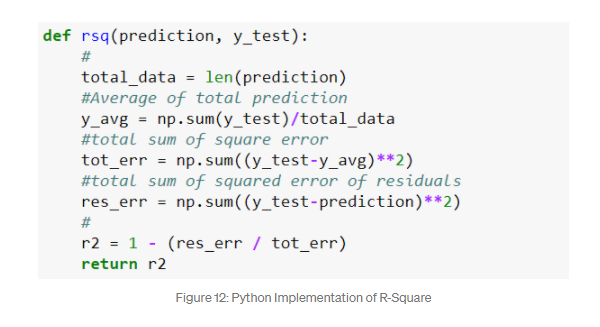 def rsq(prediction, y_test):
    #
    total_data = len(prediction)
    #Average of total prediction
    y_avg = np.sum(y_test)/total_data
    #total sum of square error
    tot_err = np.sum((y_test-y_avg)**2)
    #total sum of squared error of residuals
    res_err = np.sum((y_test-prediction)**2)
    #
    r2 = 1 - (res_err / tot_err)
    return r2
Figure 12: Python Implementation of R-Square